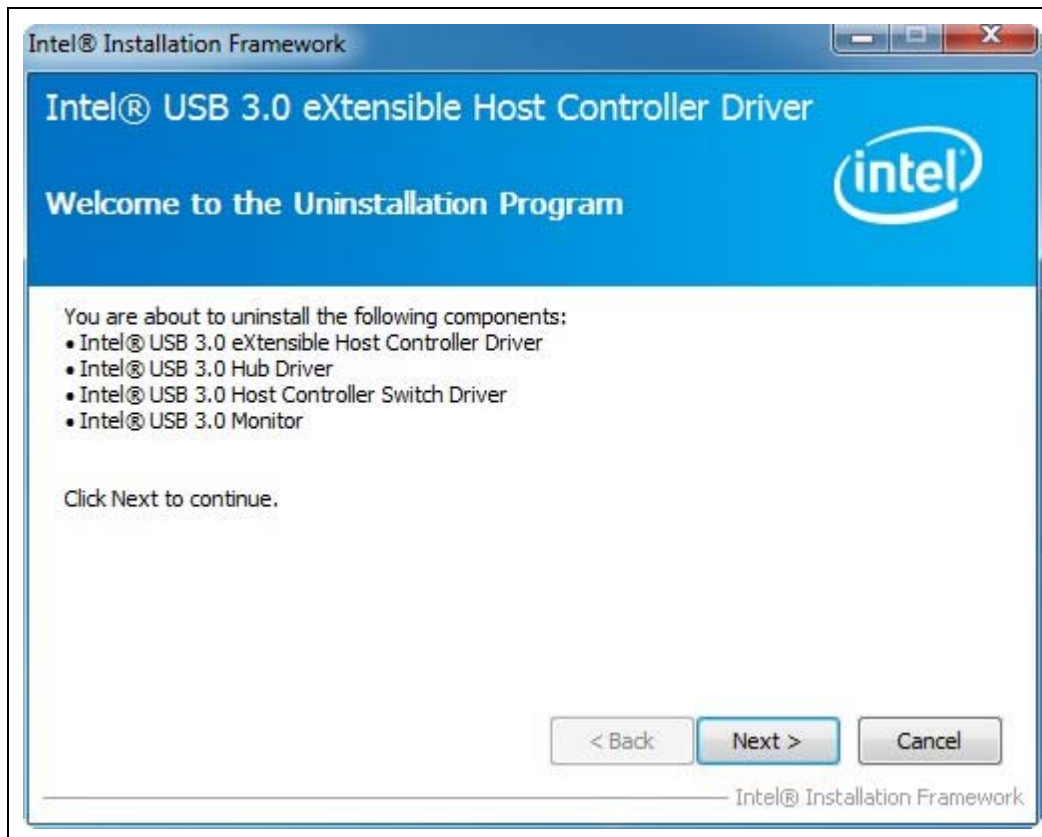 Intel® Installation Framework
Intel® USB 3.0 eXtensible Host Controller Driver
intel®
Welcome to the Uninstallation Program
You are about to uninstall the following components:
• Intel® USB 3.0 eXtensible Host Controller Driver
• Intel® USB 3.0 Hub Driver
• Intel® USB 3.0 Host Controller Switch Driver
• Intel® USB 3.0 Monitor
Click Next to continue.
< Back Next > Cancel
Intel® Installation Framework